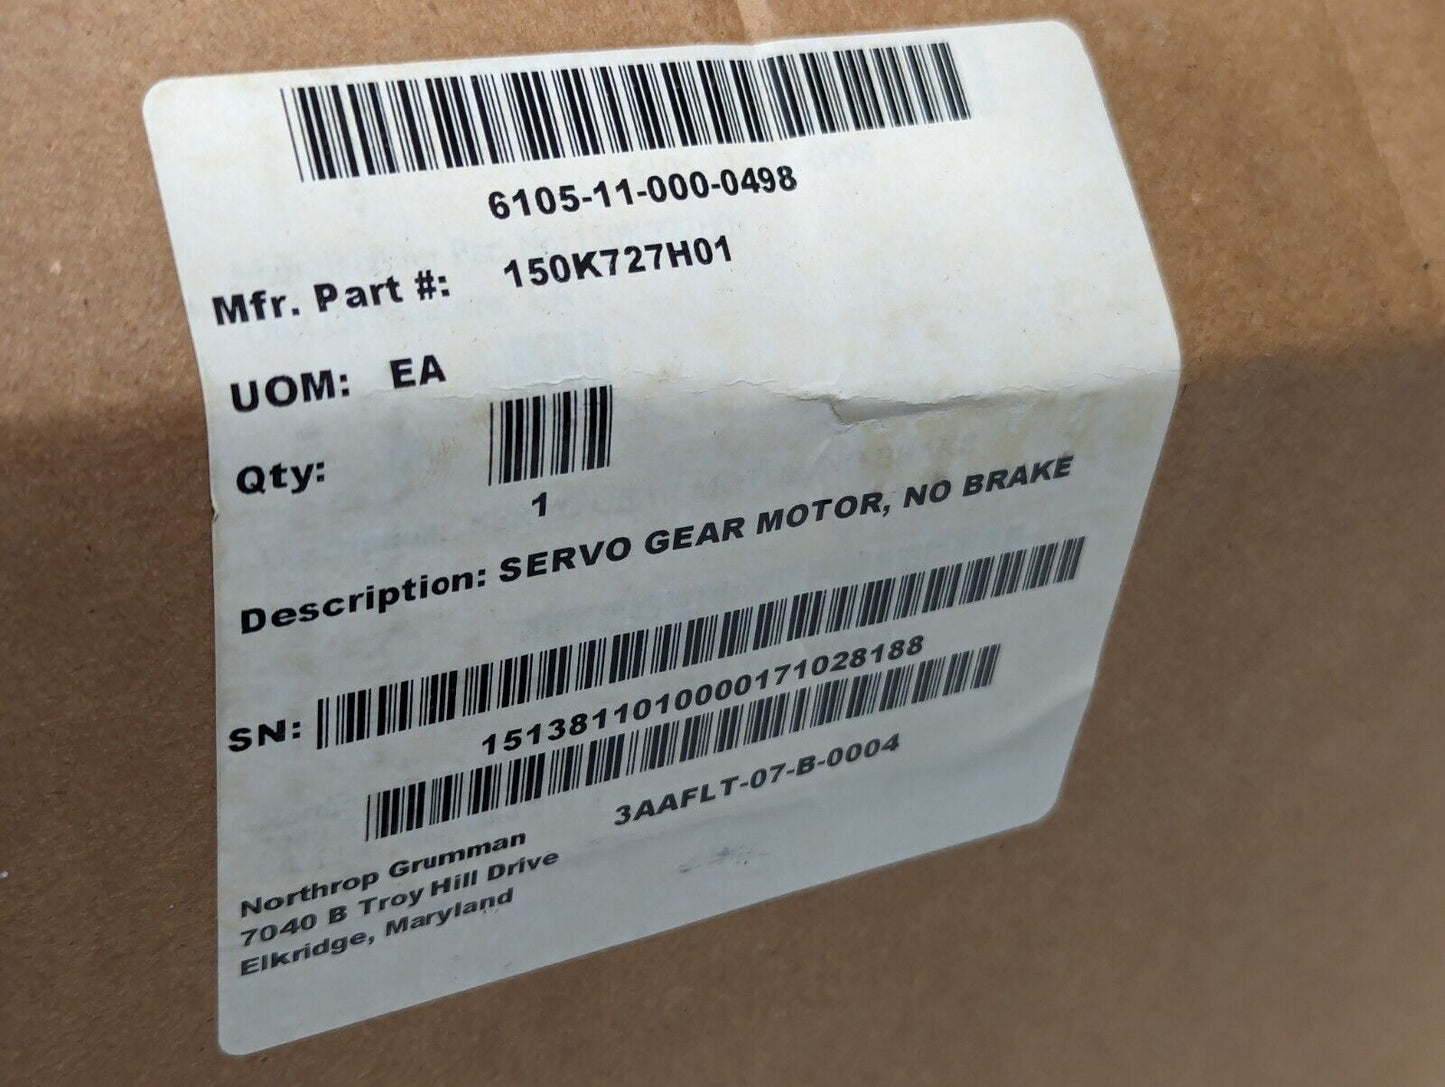 6105-11-000-0498
Mfr. Part #: 150K727H01
UOM: EA
Qty:
1
Description: SERVO GEAR MOTOR, NO BRAKE
SN:
1513811010000171028188
3AAFLT-07-B-0004
Northrop Grumman
7040 B Troy Hill Drive
Elkridge, Maryland